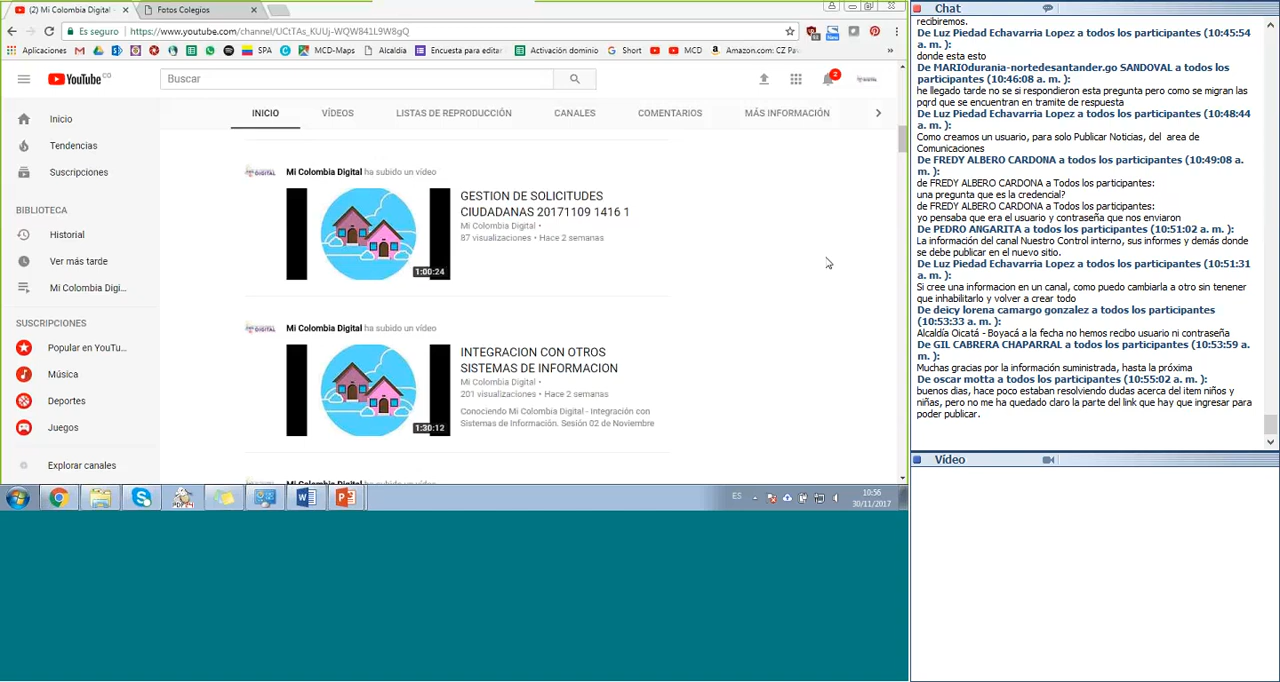 (2) Mi Colombia Digital -
Fotos Colegios
Es seguro
https://www.youtube.com/channel/UCtTAs_KUUj-WQW841L9W8gQ
Aplicaciones
SPA
MCD-Maps
Alcaldia
Encuesta para editar
Activación dominio
Short
MCD
Amazon.com: CZ Pav
»
YouTube CO
Buscar
2
INICIO
VÍDEOS
LISTAS DE REPRODUCCIÓN
CANALES
COMENTARIOS
MÁS INFORMACIÓN
Inicio
Tendencias
Suscripciones
BIBLIOTECA
Historial
Ver más tarde
Mi Colombia Digi...
SUSCRIPCIONES
Popular en YouTu...
Música
Deportes
Juegos
Explorar canales
Mi Colombia Digital ha subido un vídeo
GESTION DE SOLICITUDES
CIUDADANAS 20171109 1416 1
Mi Colombia Digital •
87 visualizaciones • Hace 2 semanas
1:00:24
Mi Colombia Digital ha subido un vídeo
INTEGRACION CON OTROS
SISTEMAS DE INFORMACION
Mi Colombia Digital •
201 visualizaciones • Hace 2 semanas
Conociendo Mi Colombia Digital - Integración con
Sistemas de Información. Sesión 02 de Noviembre
1:30:12
ES
10:56
30/11/2017
Chat
recibiremos.
De Luz Piedad Echavarria Lopez a todos los participantes (10:45:54
a. m. ):
donde esta esto
De MARIOdurania-nortedesantander.go SANDOVAL a todos los
participantes (10:46:08 a. m. ):
he llegado tarde no se si respondieron esta pregunta pero como se migran las
pqrd que se encuentran en tramite de respuesta
De Luz Piedad Echavarria Lopez a todos los participantes (10:48:44
a. m. ):
Como creamos un usuario, para solo Publicar Noticias, del  area de
Comunicaciones
De FREDY ALBERO CARDONA a todos los participantes (10:49:08 a.
m. ):
de FREDY ALBERO CARDONA a Todos los participantes:
una pregunta que es la credencial?
de FREDY ALBERO CARDONA a Todos los participantes:
yo pensaba que era el usuario y contraseña que nos enviaron
De PEDRO ANGARITA a todos los participantes (10:51:02 a. m. ):
La información del canal Nuestro Control interno, sus informes y demás donde
se debe publicar en el nuevo sitio.
De Luz Piedad Echavarria Lopez a todos los participantes (10:51:31
a. m. ):
Si cree una informacion en un canal, como puedo cambiarla a otro sin tenener
que inhabilitarlo y volver a crear todo
De deicy lorena camargo gonzalez a todos los participantes
(10:53:33 a. m. ):
Alcaldía Oicatá - Boyacá a la fecha no hemos recibo usuario ni contraseña
De GIL CABRERA CHAPARRAL a todos los participantes (10:53:59 a.
m. ):
Muchas gracias por la información suministrada, hasta la próxima
De oscar motta a todos los participantes (10:55:02 a. m. ):
buenos dias, hace poco estaban resolviendo dudas acerca del item niños y
niñas, pero no me ha quedado claro la parte del link que hay que ingresar para
poder publicar.
Vídeo